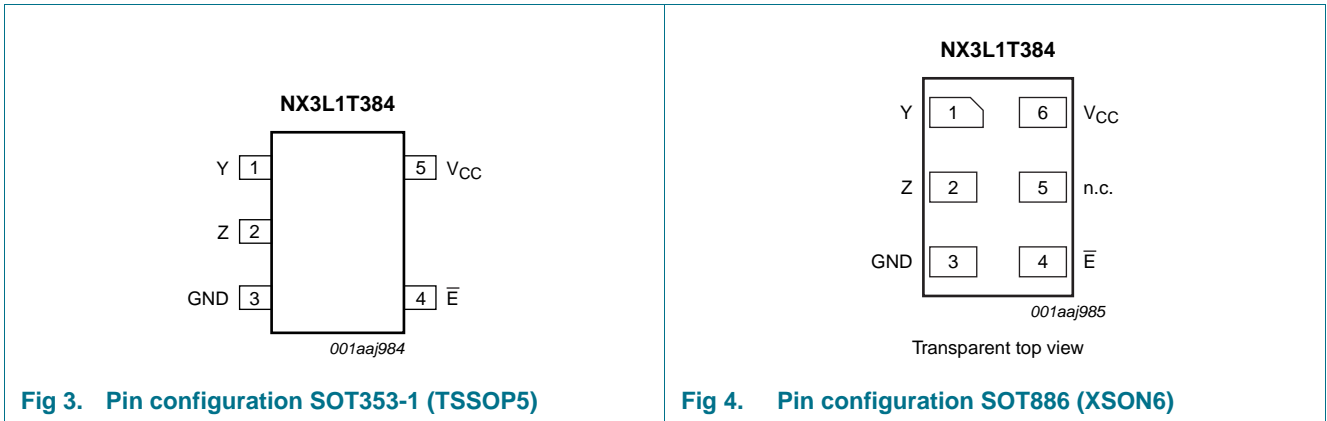 NX3L1T384
Y 1
5 VCC
Z 2
GND 3
4 E̅
001aaj984
Fig 3. Pin configuration SOT353-1 (TSSOP5)
NX3L1T384
Y 1 6 VCC
Z 2 5 n.c.
GND 3 4 E̅
001aaj985
Transparent top view
Fig 4. Pin configuration SOT886 (XSON6)